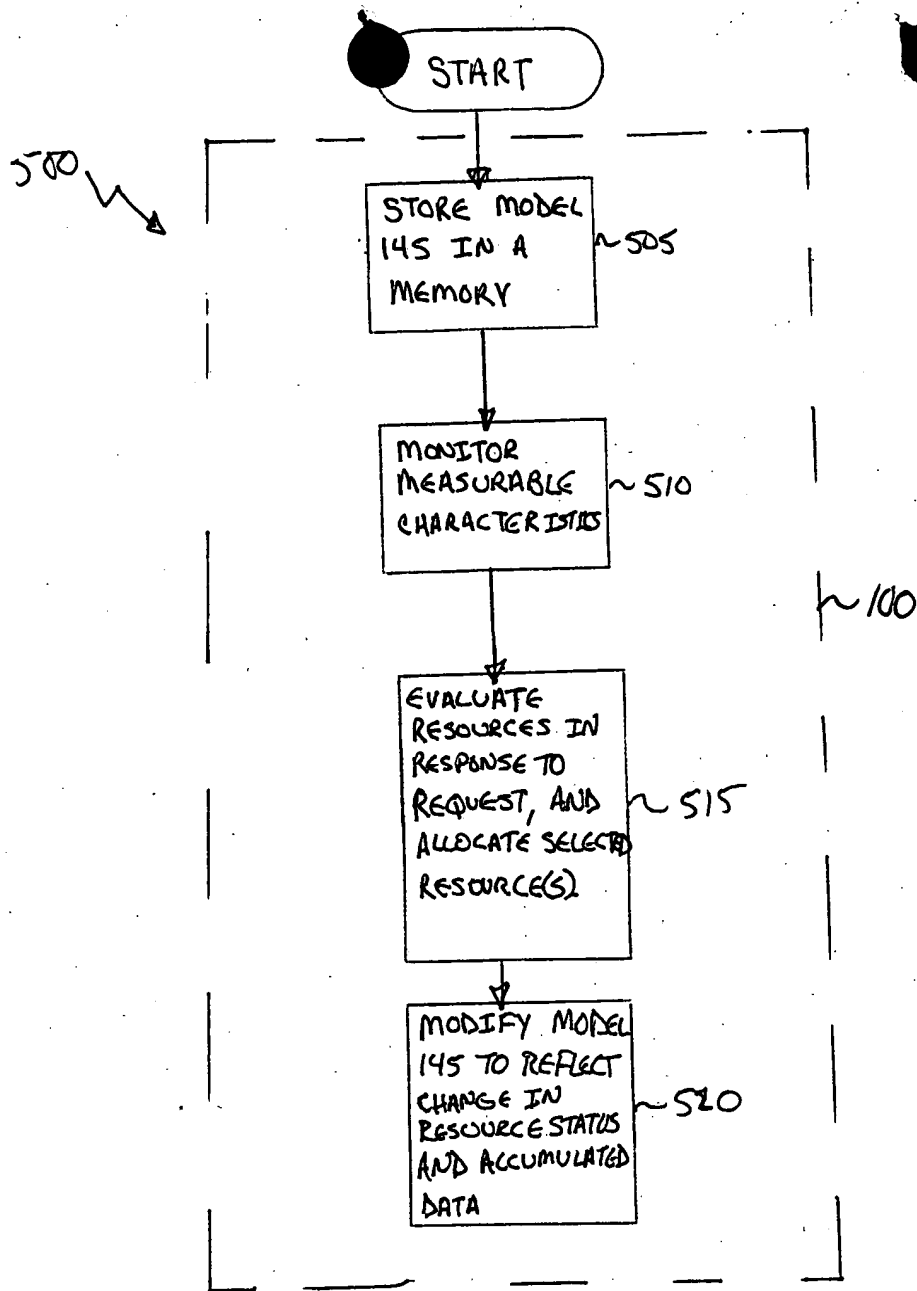 START
500
STORE MODEL
145 IN A
MEMORY
~505
MONITOR
MEASURABLE
CHARACTERISTICS
~510
~100
EVALUATE
RESOURCES IN
RESPONSE TO
REQUEST, AND
ALLOCATE SELECTED
RESOURCE(S).
~515
MODIFY MODEL
145 TO REFLECT
CHANGE IN
RESOURCE STATUS
AND ACCUMULATED
DATA
~520